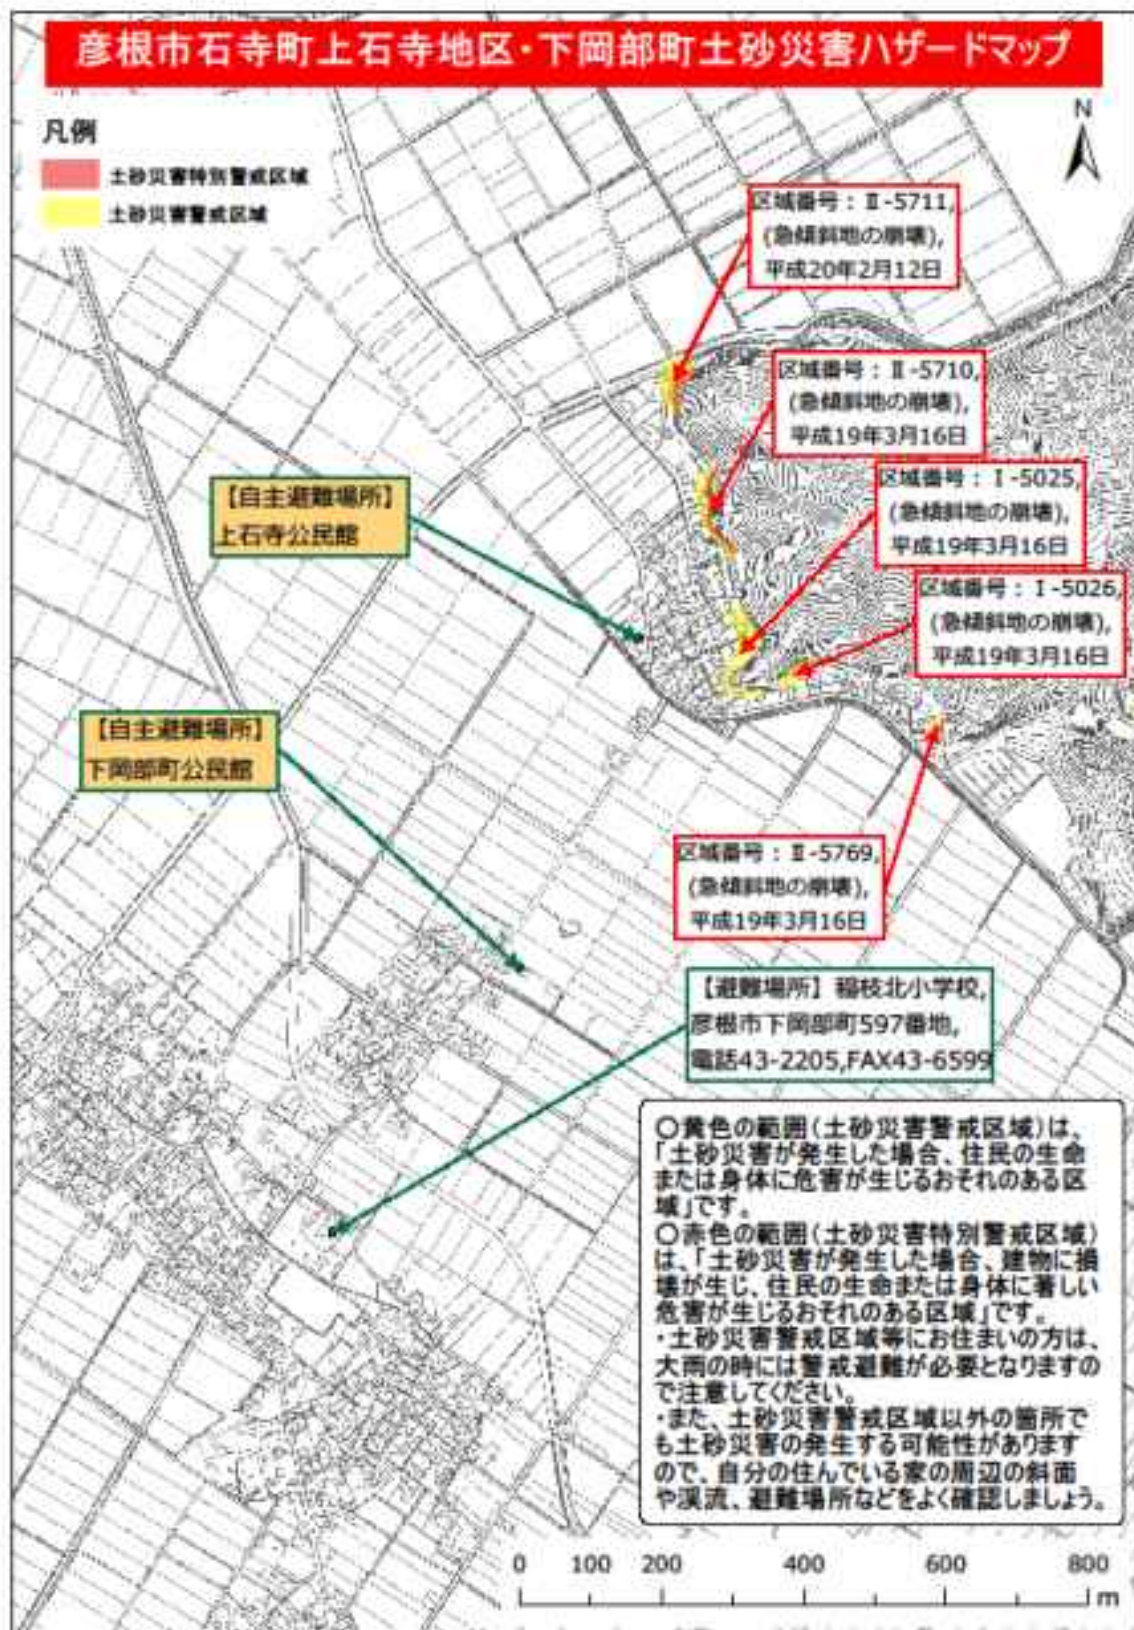 彦根市石寺町上石寺地区・下岡部町土砂災害ハザードマップ
凡例
土砂災害特別警戒区域
土砂災害警戒区域
N
区域番号：Ⅱ-5711,
(急傾斜地の崩壊),
平成20年2月12日
区域番号：Ⅱ-5710,
(急傾斜地の崩壊),
平成19年3月16日
区域番号：Ⅰ-5025,
(急傾斜地の崩壊),
平成19年3月16日
区域番号：Ⅰ-5026,
(急傾斜地の崩壊),
平成19年3月16日
【自主避難場所】
上石寺公民館
【自主避難場所】
下岡部町公民館
区域番号：Ⅱ-5769,
(急傾斜地の崩壊),
平成19年3月16日
【避難場所】稲枝北小学校,
彦根市下岡部町597番地,
電話43-2205,FAX43-6599
○黄色の範囲(土砂災害警戒区域)は、
「土砂災害が発生した場合、住民の生命
または身体に危害が生じるおそれのある区
域」です。
○赤色の範囲(土砂災害特別警戒区域)
は、「土砂災害が発生した場合、建物に損
壊が生じ、住民の生命または身体に著しい
危害が生じるおそれのある区域」です。
・土砂災害警戒区域等にお住まいの方は、
大雨の時には警戒避難が必要となりますの
で注意してください。
・また、土砂災害警戒区域以外の箇所で
も土砂災害の発生する可能性があります
ので、自分の住んでいる家の周辺の斜面
や渓流、避難場所などをよく確認しましょう。
0 100 200 400 600 800
m